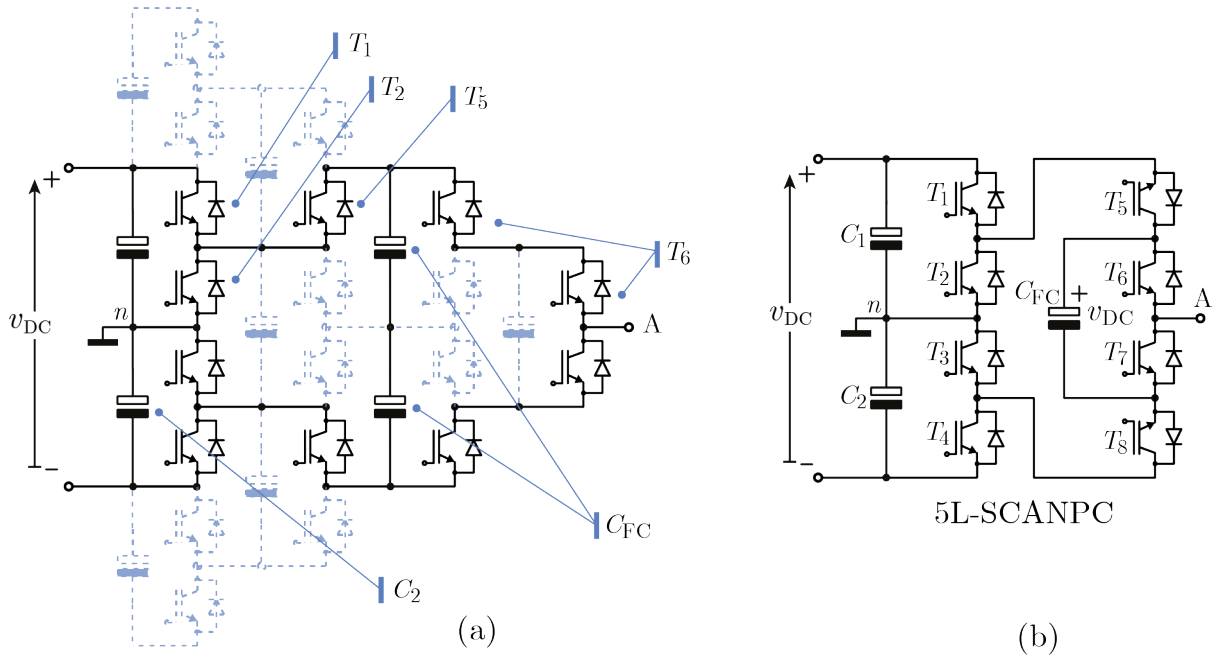 T1
T2
T5
+
vDC
n
−
T6
A
CFC
C2
(a)
+
vDC
n
−
C1
C2
T1
T2
T3
T4
CFC
+
vDC
T5
T6
T7
T8
A
5L-SCANPC
(b)